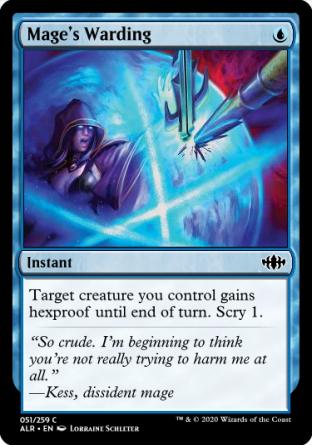 Mage's Warding
Instant
Target creature you control gains
hexproof until end of turn. Scry 1.
“So crude. I'm beginning to think
you're not really trying to harm me at
all.”
—Kess, dissident mage
051/259 C
ALR • EN Lorraine Schleter
™ & © 2020 Wizards of the Coast